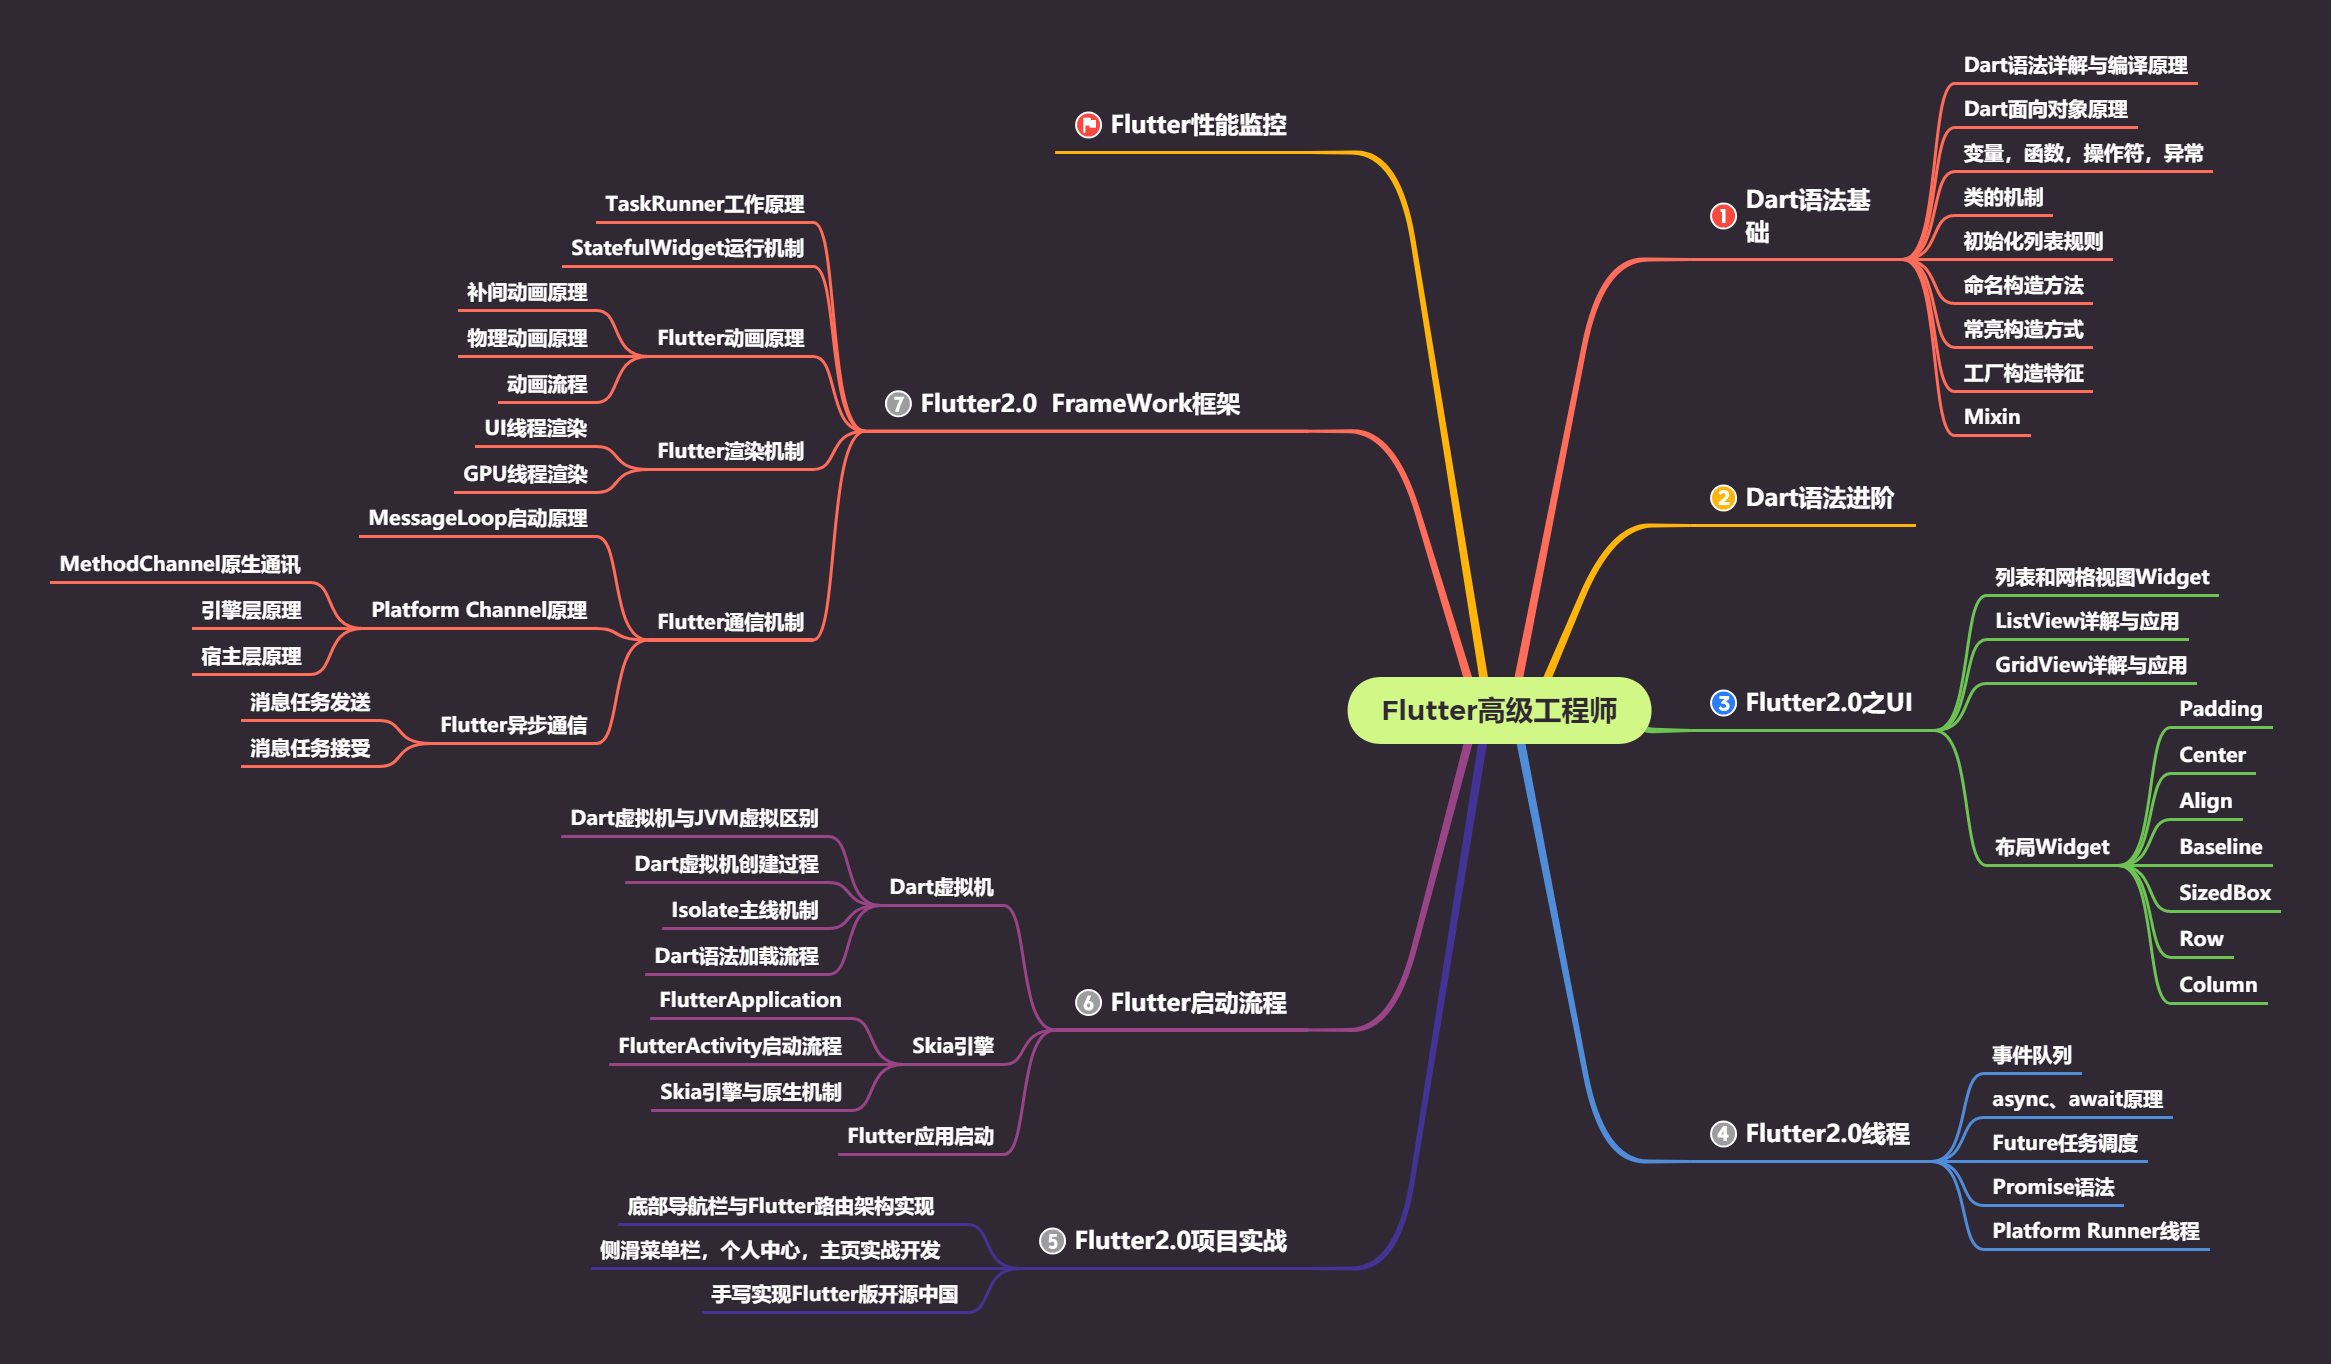 Flutter高级工程师
1 Dart语法基
础
Dart语法详解与编译原理
Dart面向对象原理
变量，函数，操作符，异常
类的机制
初始化列表规则
命名构造方法
常亮构造方式
工厂构造特征
Mixin
2 Dart语法进阶
3 Flutter2.0之UI
列表和网格视图Widget
ListView详解与应用
GridView详解与应用
布局Widget
Padding
Center
Align
Baseline
SizedBox
Row
Column
4 Flutter2.0线程
事件队列
async、await原理
Future任务调度
Promise语法
Platform Runner线程
5 Flutter2.0项目实战
底部导航栏与Flutter路由架构实现
侧滑菜单栏，个人中心，主页实战开发
手写实现Flutter版开源中国
6 Flutter启动流程
Dart虚拟机
Dart虚拟机与JVM虚拟区别
Dart虚拟机创建过程
Isolate主线机制
Dart语法加载流程
Skia引擎
FlutterApplication
FlutterActivity启动流程
Skia引擎与原生机制
Flutter应用启动
7 Flutter2.0  FrameWork框架
TaskRunner工作原理
StatefulWidget运行机制
Flutter动画原理
补间动画原理
物理动画原理
动画流程
Flutter渲染机制
UI线程渲染
GPU线程渲染
Flutter通信机制
MessageLoop启动原理
Platform Channel原理
MethodChannel原生通讯
引擎层原理
宿主层原理
Flutter异步通信
消息任务发送
消息任务接受
Flutter性能监控